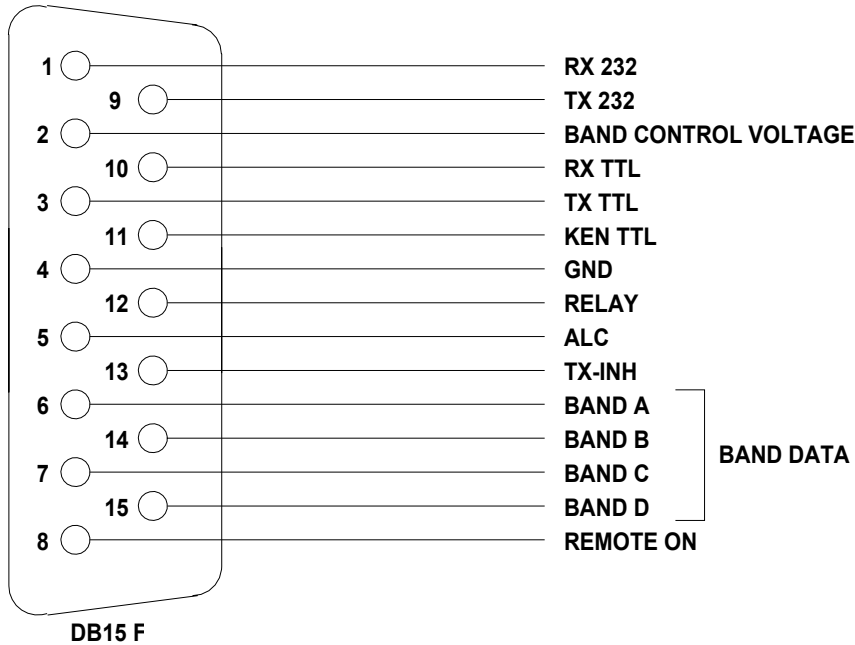 1 RX 232
9 TX 232
2 BAND CONTROL VOLTAGE
10 RX TTL
3 TX TTL
11 KEN TTL
4 GND
12 RELAY
5 ALC
13 TX-INH
6 BAND A
14 BAND B
7 BAND C
15 BAND D
BAND DATA
8 REMOTE ON
DB15 F